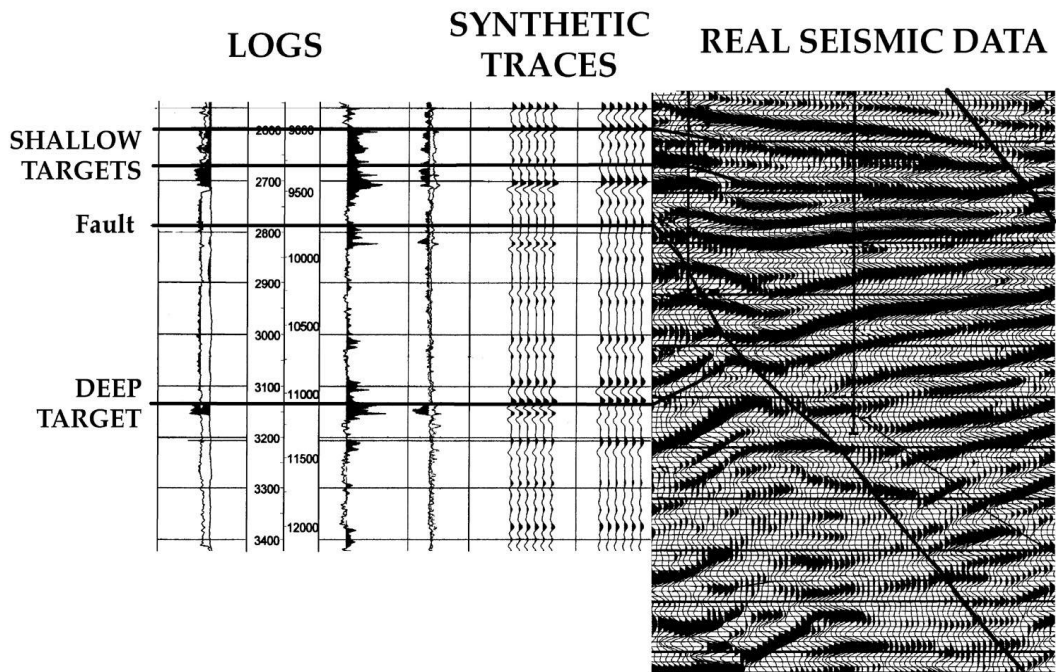 LOGS
SYNTHETIC
TRACES
REAL SEISMIC DATA
SHALLOW
TARGETS
Fault
DEEP
TARGET
2600 9000
2700
9500
2800
10000
2900
3000
10500
3100
11000
3200
11500
3300
12000
3400